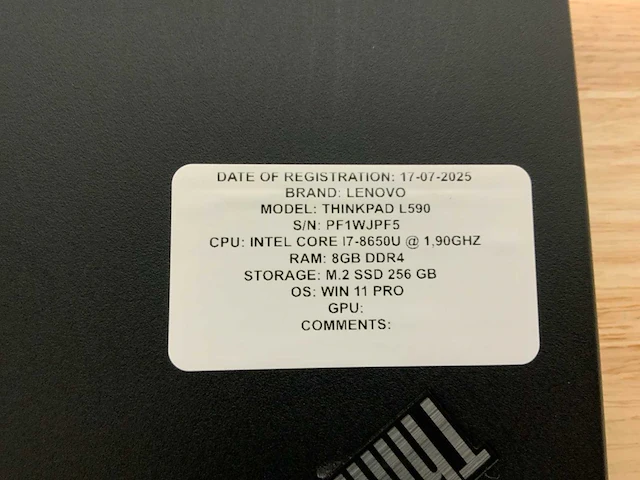 DATE OF REGISTRATION: 17-07-2025
BRAND: LENOVO
MODEL: THINKPAD L590
S/N: PF1WJPF5
CPU: INTEL CORE I7-8650U @ 1,90GHZ
RAM: 8GB DDR4
STORAGE: M.2 SSD 256 GB
OS: WIN 11 PRO
GPU:
COMMENTS: